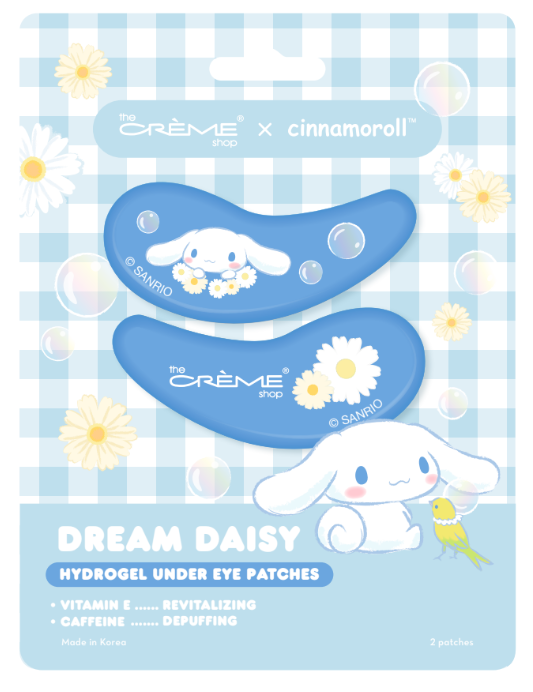 the
CRÈME® x cinnamoroll™
shop
© SANRIO
the
CRÈME®
shop
© SANRIO
DREAM DAISY
HYDROGEL UNDER EYE PATCHES
• VITAMIN E ...... REVITALIZING
• CAFFEINE ....... DEPUFFING
Made in Korea 2 patches